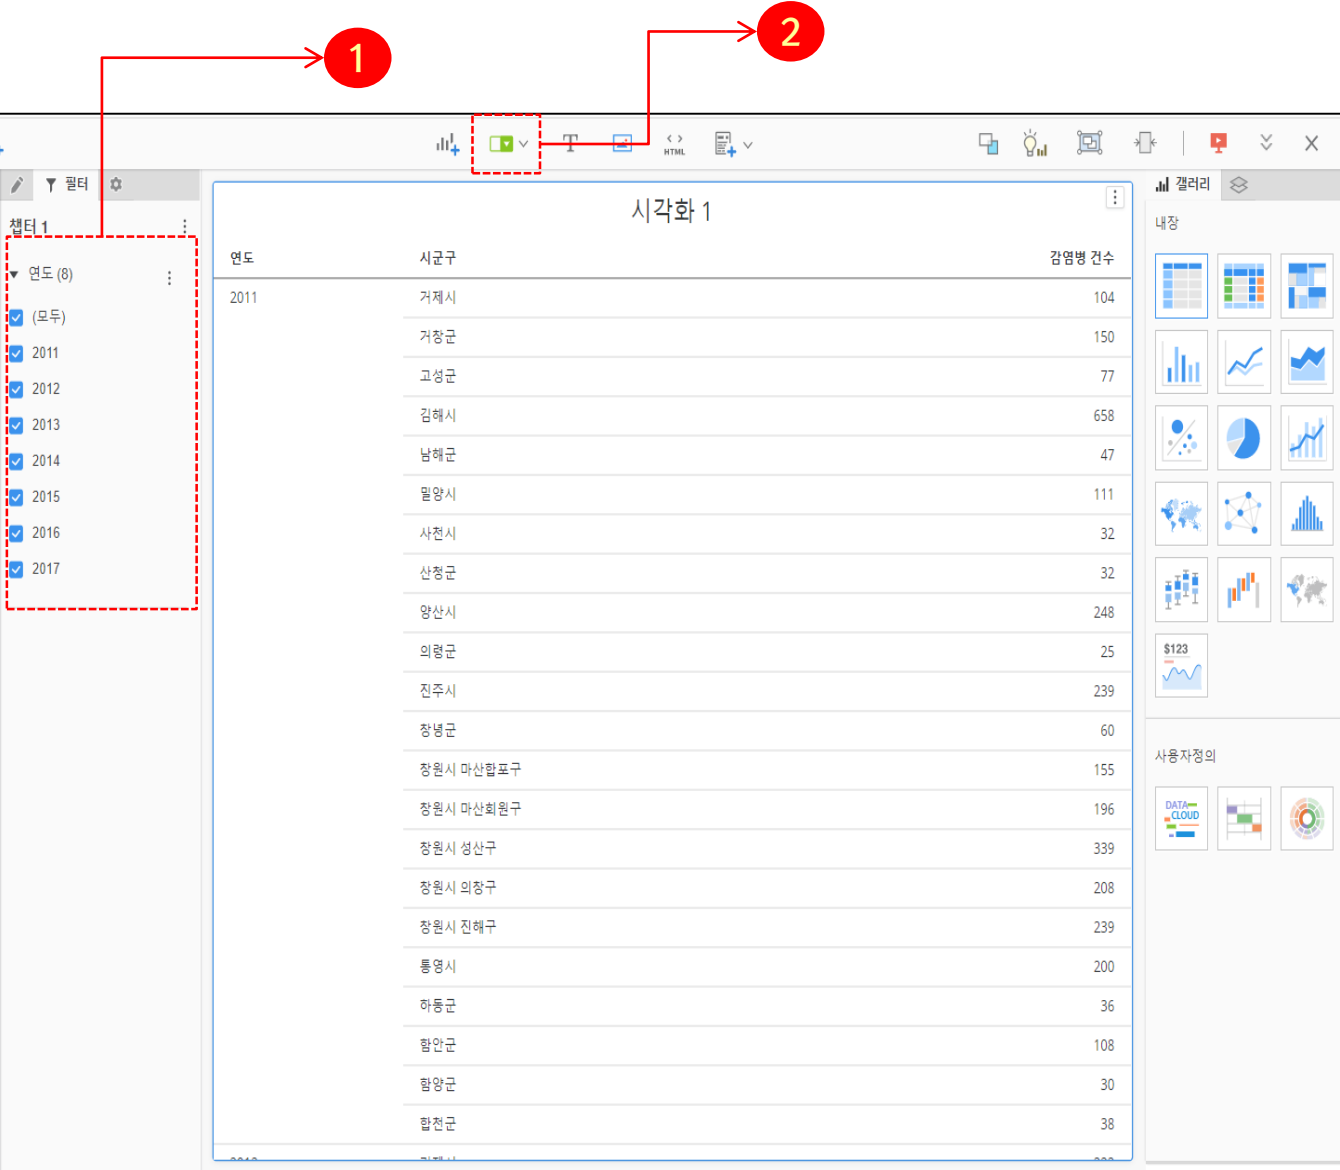 1
2
HTML
필터
챕터 1
연도 (8)
(모두)
2011
2012
2013
2014
2015
2016
2017
시각화 1
연도 시군구 감염병 건수
2011 거제시 104
거창군 150
고성군 77
김해시 658
남해군 47
밀양시 111
사천시 32
산청군 32
양산시 248
의령군 25
진주시 239
창녕군 60
창원시 마산합포구 155
창원시 마산회원구 196
창원시 성산구 339
창원시 의창구 208
창원시 진해구 239
통영시 200
하동군 36
함안군 108
함양군 30
합천군 38
갤러리
내장
$123
사용자정의
DATA
CLOUD